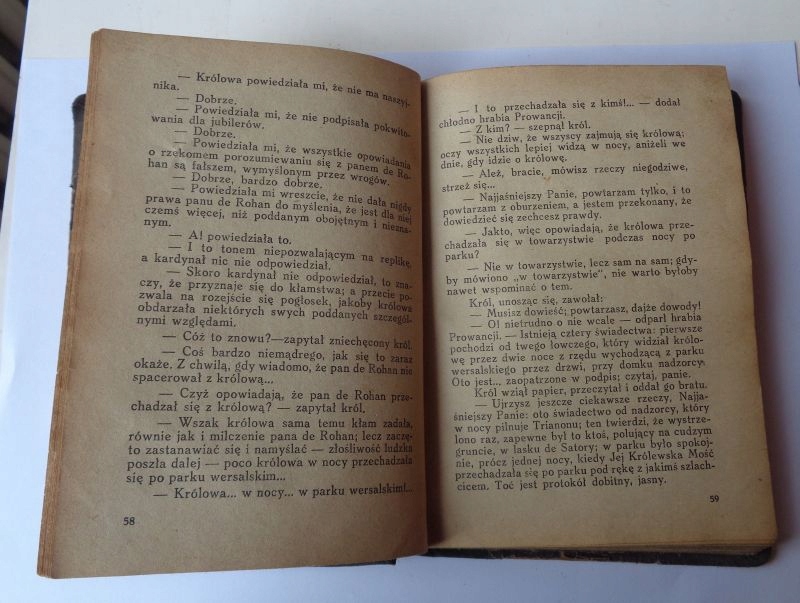 — Królowa powiedziała mi, że nie ma naszyj-
nika.
— Dobrze.
— Powiedziała mi, że nie podpisała pokwito-
wania dla jubilerów.
— Dobrze.
— Powiedziała mi, że wszystkie opowiadania
o rzekomem porozumiewaniu się z panem de Ro-
han są fałszem, wymyślonym przez wrogów.
— Dobrze, bardzo dobrze.
— Powiedziała mi wreszcie, że nie dała nigdy
prawa panu de Rohan do myślenia, że jest dla niej
czemś więcej, niż poddanym obojętnym i niezna-
nym.
— A! powiedziała to.
— I to tonem niepozwalającym na replikę,
a kardynał nic nie odpowiedział.
— Skoro kardynał nie odpowiedział, to zna-
czy, że przyznaje się do kłamstwa; a przecie po-
zwala na rozejście się pogłosek, jakoby królowa
obdarzała niektórych swych poddanych szczegól-
nymi względami.
— Cóż to znowu?—zapytał zniechęcony król.
— Coś bardzo niemądrego, jak się to zaraz
okaże. Z chwilą, gdy wiadomo, że pan de Rohan nie
spacerował z królową...
— Czyż opowiadają, że pan de Rohan prze-
chadzał się z królową? — zapytał król.
— Wszak królowa sama temu kłam zadała,
równie jak i milczenie pana de Rohan; lecz zaczę-
to zastanawiać się i namyślać — złośliwość ludzka
poszła dalej — poco królowa w nocy przechadzała
się po parku wersalskim...
— Królowa... w nocy... w parku wersalskim!...
58
— I to przechadzała się z kimś!... — dodał
chłodno hrabia Prowancji.
— Z kim? — szepnął król.
— Nie dziw, że wszyscy zajmują się królową;
oczy wszystkich lepiej widzą w nocy, aniżeli we
dnie, gdy idzie o królowę.
— Ależ, bracie, mówisz rzeczy niegodziwe,
strzeż się...
— Najjaśniejszy Panie, powtarzam tylko, i to
powtarzam z oburzeniem, a jestem przekonany, że
dowiedzieć się zechcesz prawdy.
— Jakto, więc opowiadają, że królowa prze-
chadzała się w towarzystwie podczas nocy po
parku?
— Nie w towarzystwie, lecz sam na sam; gdy-
by mówiono „w towarzystwie", nie warto byłoby
nawet wspominać o tem.
Król, unosząc się, zawołał:
— Musisz dowieść; powtarzasz, dajże dowody!
— O! nietrudno o nie wcale — odparł hrabia
Prowancji. — Istnieją cztery świadectwa: pierwsze
pochodzi od twego łowczego, który widział królo-
wę przez dwie noce z rzędu wychodzącą z parku
wersalskiego przez drzwi, przy domku nadzorcy.
Oto jest... zaopatrzone w podpis; czytaj, panie.
Król wziął papier, przeczytał i oddał go bratu.
— Ujrzysz jeszcze ciekawsze rzeczy, Najja-
śniejszy Panie: oto świadectwo od nadzorcy, który
w nocy pilnuje Trianonu; ten twierdzi, że wystrze-
lono raz, zapewne był to ktoś, polujący na cudzym
gruncie, w lasku de Satory; w parku było spokoj-
nie, prócz jednej nocy, kiedy Jej Królewska Mość
przechadzała się po parku pod rękę z jakimś szlach-
cicem. Toć jest protokół dobitny, jasny.
59